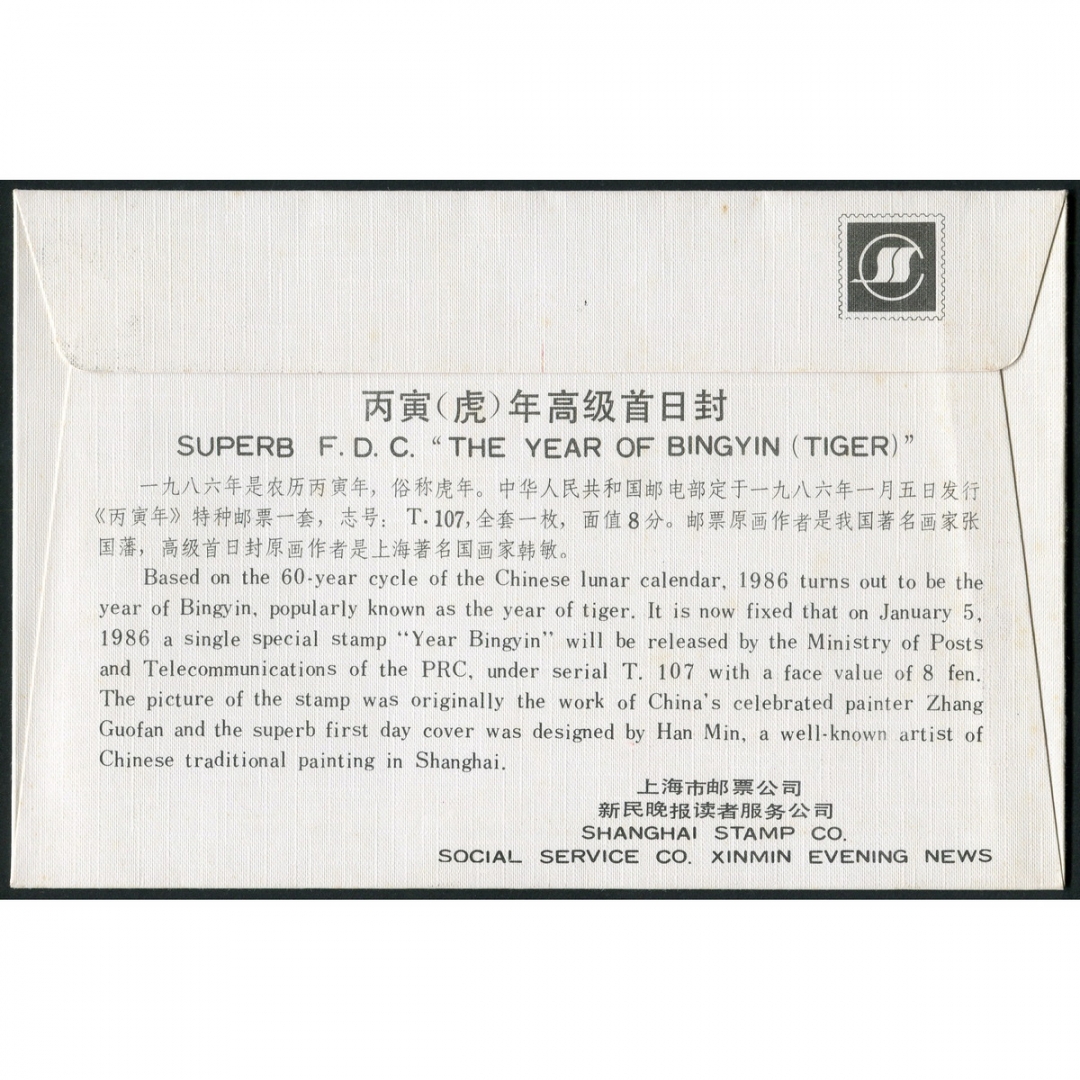 丙寅(虎)年高级首日封
SUPERB F. D. C. “THE YEAR OF BINGYIN (TIGER)”
一九八六年是农历丙寅年，俗称虎年。中华人民共和国邮电部定于一九八六年一月五日发行
《丙寅年》特种邮票一套，志号：T·107，全套一枚，面值8分。邮票原画作者是我国著名画家张
国藩，高级首日封原画作者是上海著名国画家韩敏。
Based on the 60-year cycle of the Chinese lunar calendar, 1986 turns out to be the
year of Bingyin, popularly known as the year of tiger. It is now fixed that on January 5,
1986 a single special stamp “Year Bingyin” will be released by the Ministry of Posts
and Telecommunications of the PRC, under serial T. 107 with a face value of 8 fen.
The picture of the stamp was originally the work of China's celebrated painter Zhang
Guofan and the superb first day cover was designed by Han Min, a well-known artist of
Chinese traditional painting in Shanghai.
上海市邮票公司
新民晚报读者服务公司
SHANGHAI STAMP CO.
SOCIAL SERVICE CO. XINMIN EVENING NEWS